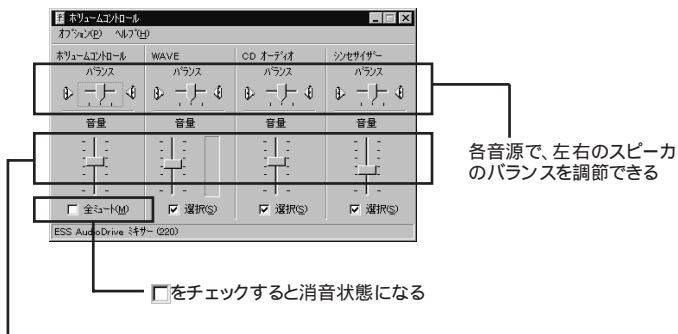 ボリュームコントロール
オプション(P) ヘルプ(H)
ボリュームコントロール WAVE CD オーディオ シンセサイザー
バランス バランス バランス バランス
音量 音量 音量 音量
全ミュート(M) 選択(S) 選択(S) 選択(S)
ESS AudioDrive ミキサー (220)
各音源で、左右のスピーカ
のバランスを調節できる
□をチェックすると消音状態になる